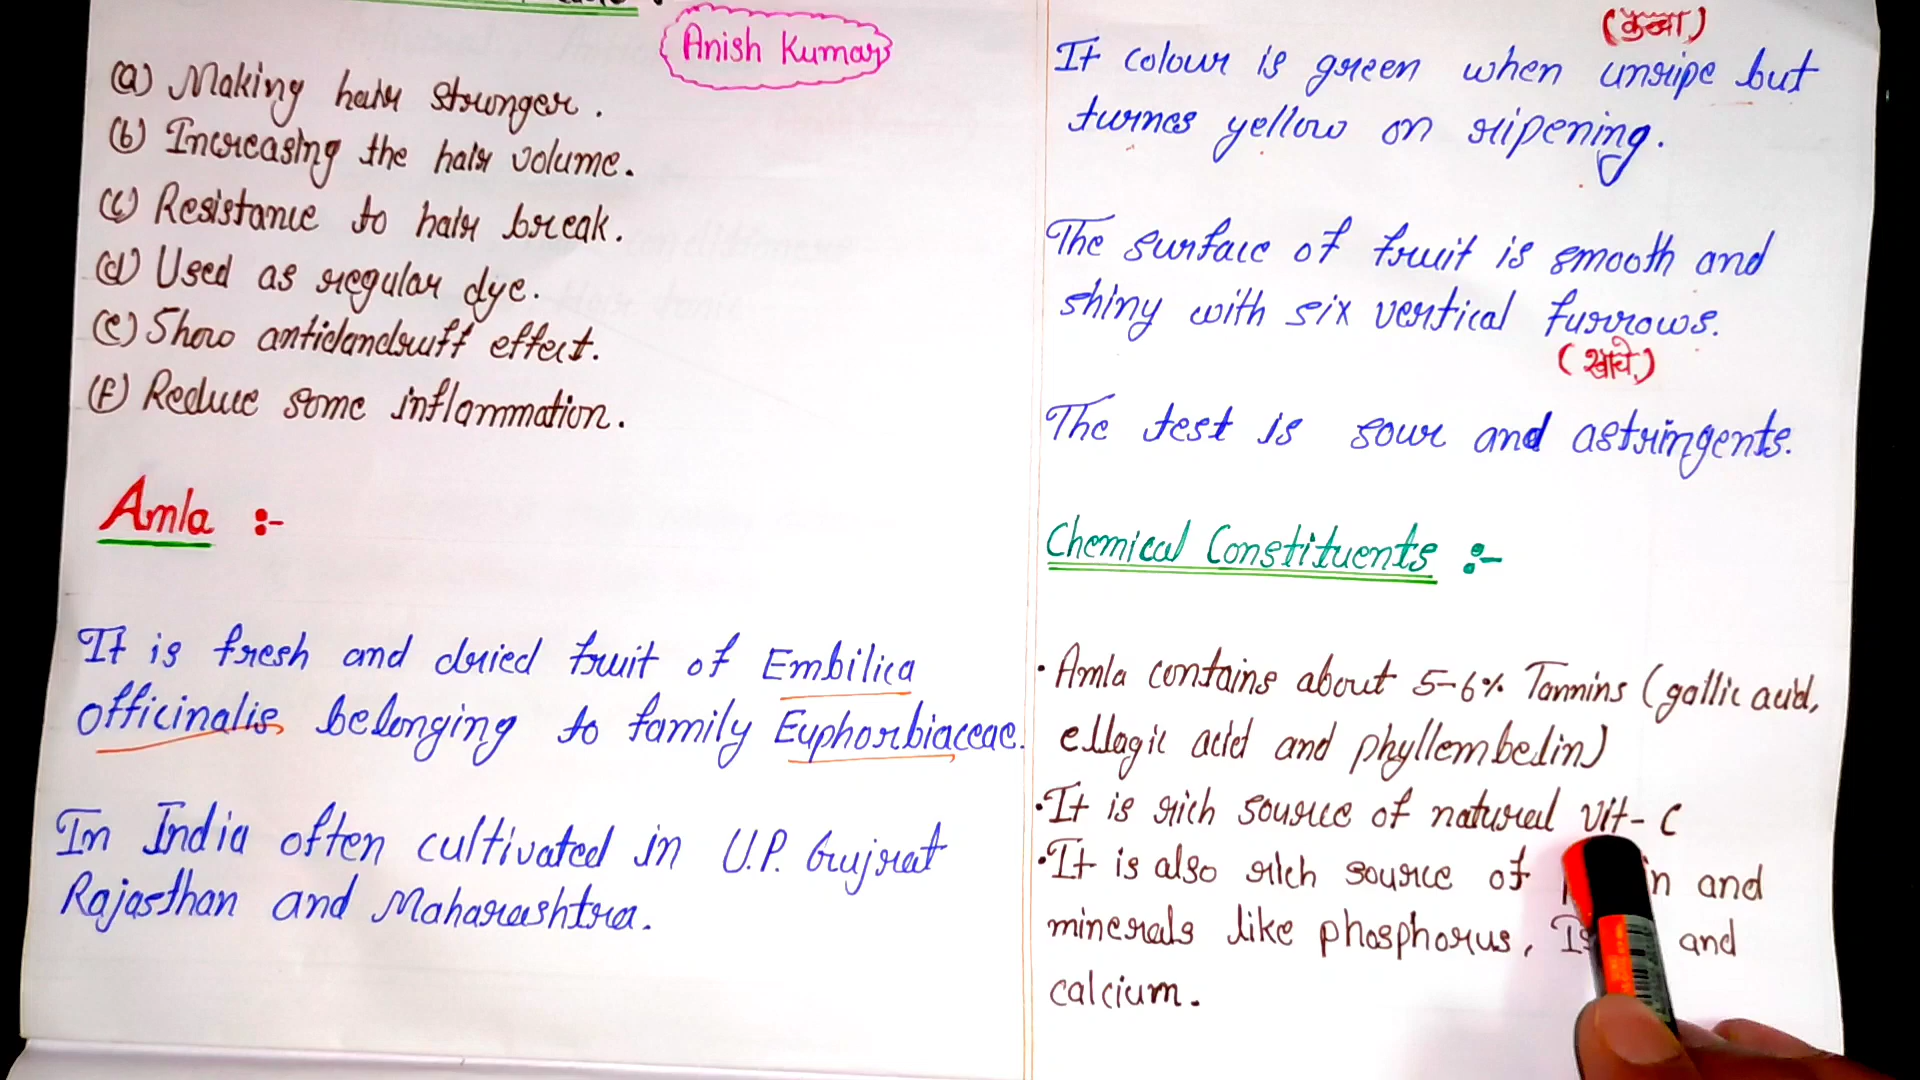 Anish Kumar
(a) Making hair stronger.
(b) Increasing the hair volume.
(c) Resistance to hair break.
(d) Used as regular dye.
(e) Show antidandruff effect.
(f) Reduce some inflammation.
Amla :-
It is fresh and dried fruit of Embilica
officinalis belonging to family Euphorbiaceae.
In India often cultivated in U.P. Gujrat
Rajasthan and Maharashtra.
(कच्चा)
It colour is green when unripe but
turnes yellow on ripening.
The surface of fruit is smooth and
shiny with six vertical furrows.
(खांचे)
The test is sour and astringents.
Chemical Constituents :-
• Amla contains about 5-6% Tannins (gallic acid,
ellagic acid and phyllembelin)
• It is rich source of natural Vit-C
• It is also rich source of and
minerals like phosphorus, and
calcium.